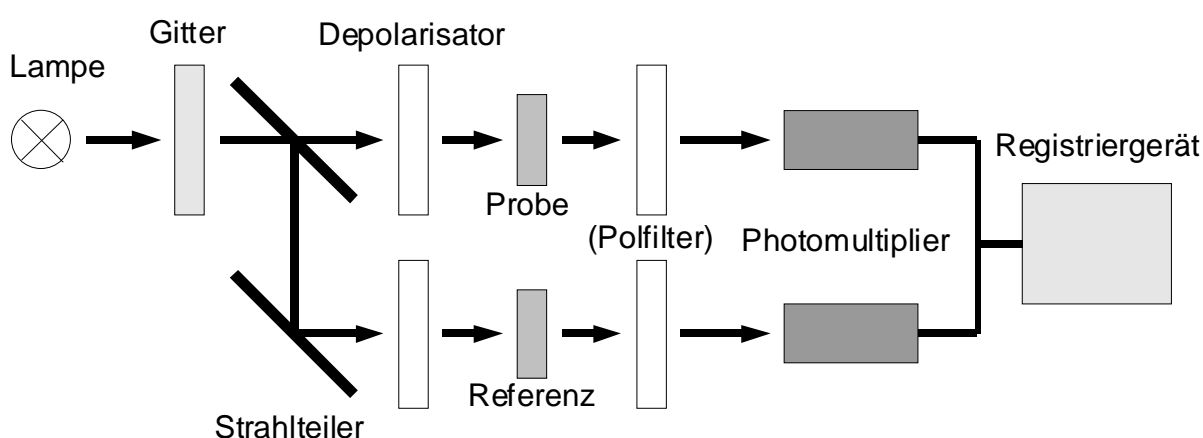 Gitter
Depolarisator
Lampe
Registriergerät
Probe
(Polfilter)
Photomultiplier
Referenz
Strahlteiler